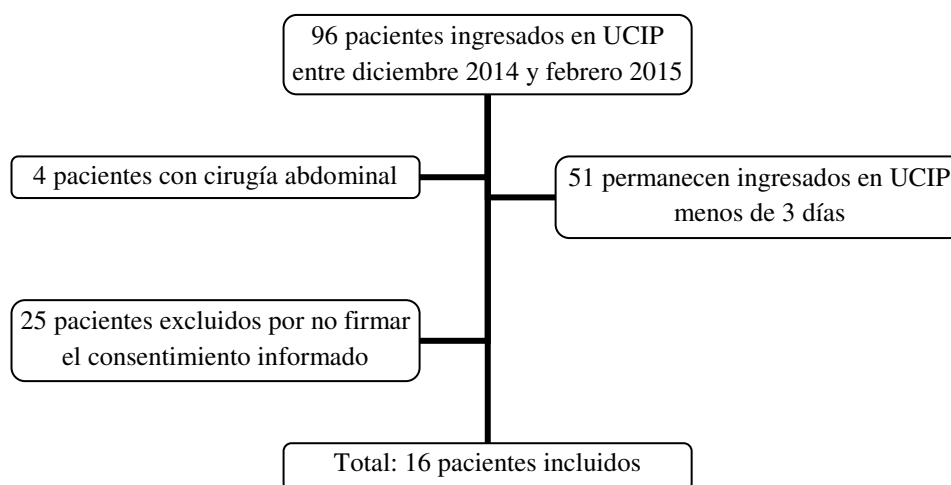 96 pacientes ingresados en UCIP
entre diciembre 2014 y febrero 2015
4 pacientes con cirugía abdominal
51 permanecen ingresados en UCIP
menos de 3 días
25 pacientes excluidos por no firmar
el consentimiento informado
Total: 16 pacientes incluidos